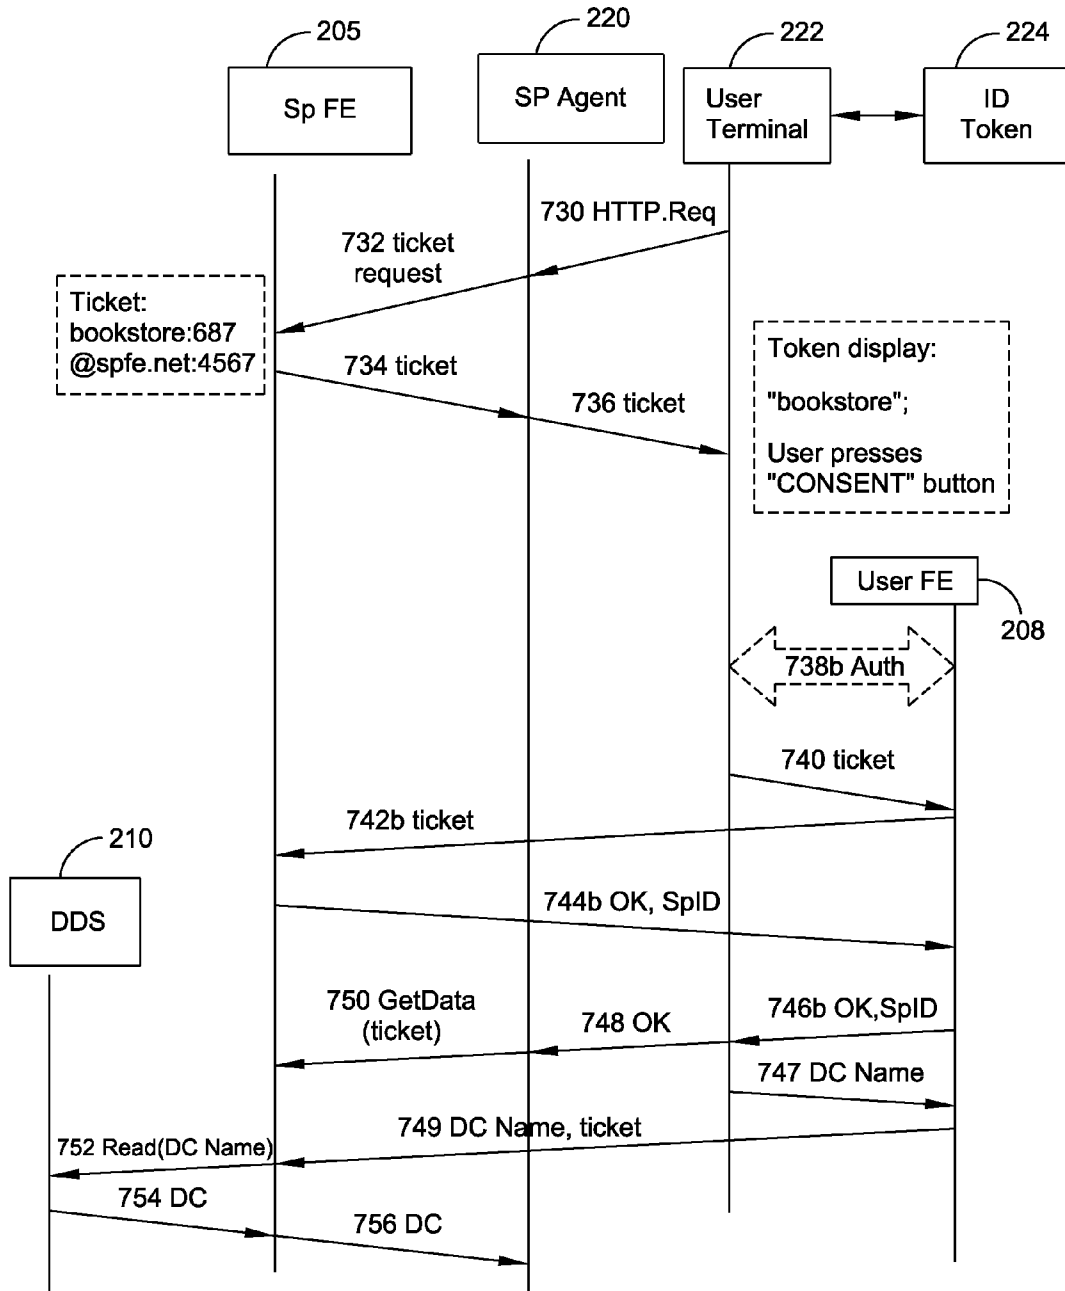 205
220
222
224
Sp FE
SP Agent
User
Terminal
ID
Token
730 HTTP.Req
732 ticket
request
Ticket:
bookstore:687
@spfe.net:4567
734 ticket
736 ticket
Token display:
"bookstore";
User presses
"CONSENT" button
User FE
208
738b Auth
740 ticket
742b ticket
210
DDS
744b OK, SpID
750 GetData
(ticket)
748 OK
746b OK,SpID
747 DC Name
749 DC Name, ticket
752 Read(DC Name)
754 DC
756 DC